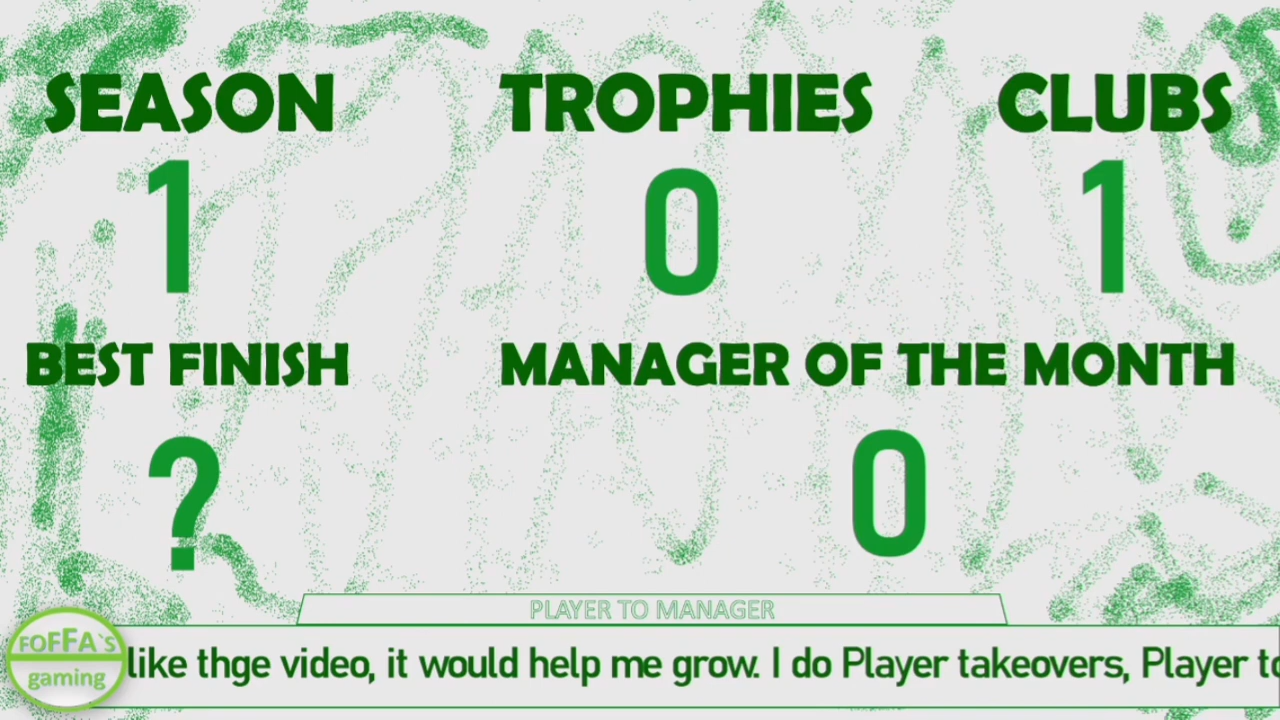 SEASON TROPHIES CLUBS
1 0 1
BEST FINISH MANAGER OF THE MONTH
? 0
PLAYER TO MANAGER
FOFFA`S
gaming
like thge video, it would help me grow. I do Player takeovers, Player to